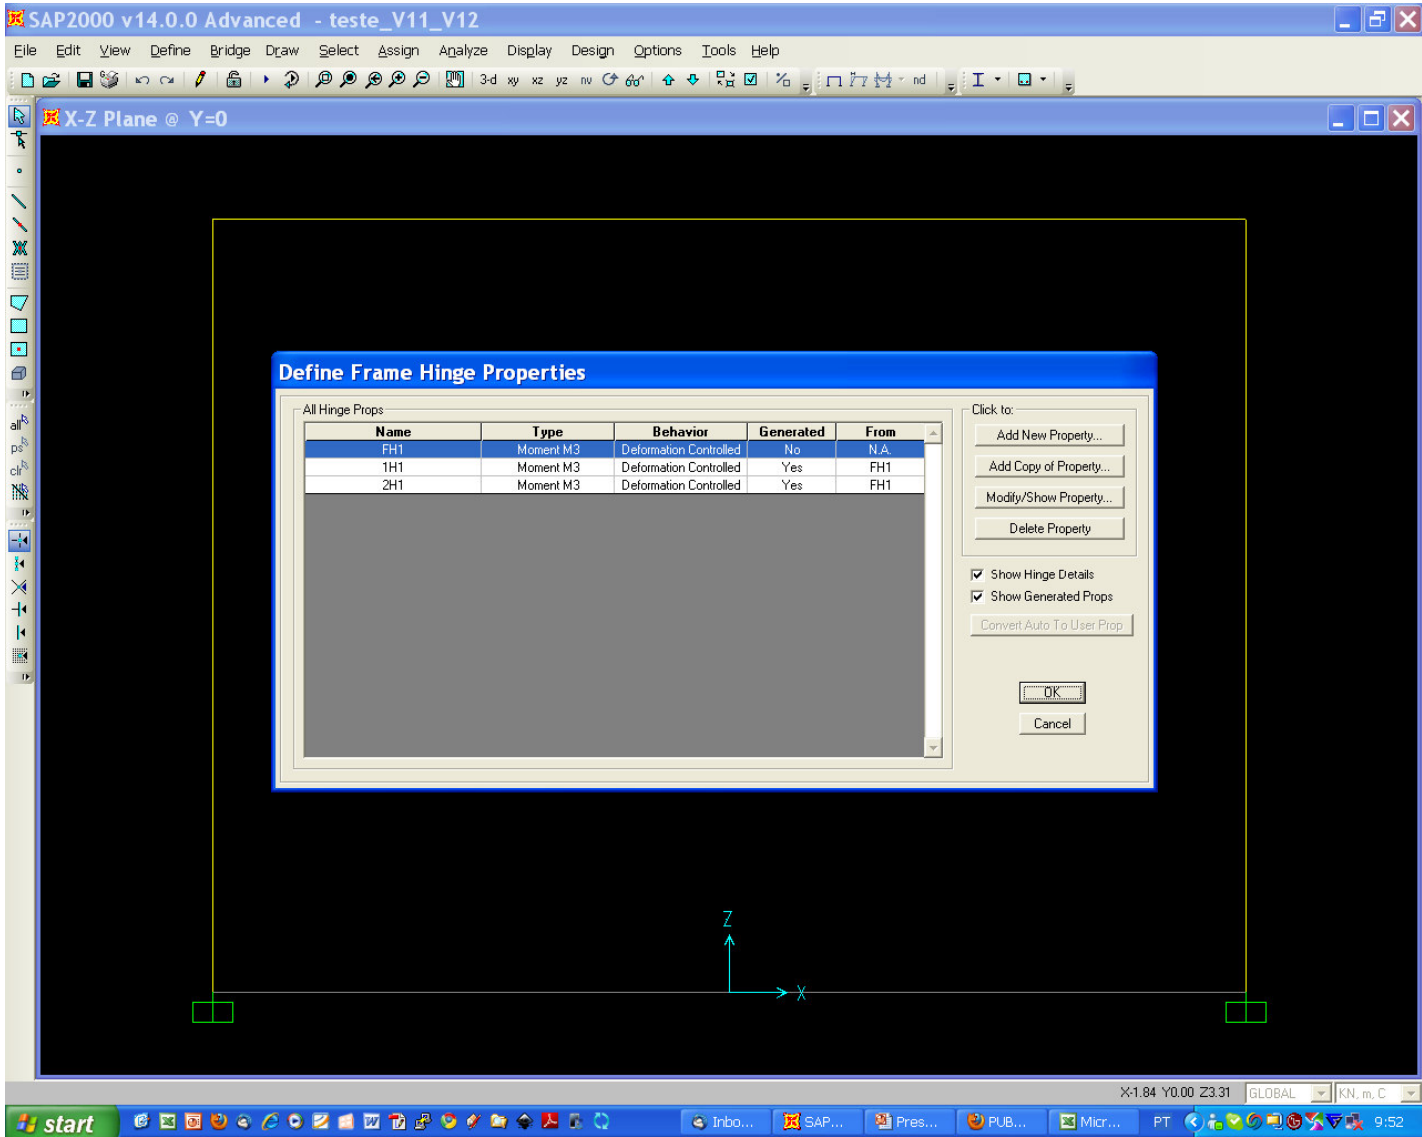 SAP2000 v14.0.0 Advanced - teste_V11_V12
File Edit View Define Bridge Draw Select Assign Analyze Display Design Options Tools Help
3-d xy xz yz nv nd
X-Z Plane @ Y=0
all
ps
clr
Define Frame Hinge Properties
All Hinge Props
Name Type Behavior Generated From
FH1 Moment M3 Deformation Controlled No N.A.
1H1 Moment M3 Deformation Controlled Yes FH1
2H1 Moment M3 Deformation Controlled Yes FH1
Click to:
Add New Property...
Add Copy of Property...
Modify/Show Property...
Delete Property
Show Hinge Details
Show Generated Props
Convert Auto To User Prop
OK
Cancel
Z
X
X-1.84 Y0.00 Z3.31 GLOBAL KN, m, C
start Inbo... SAP... Pres... PUB... Micr... PT 9:52